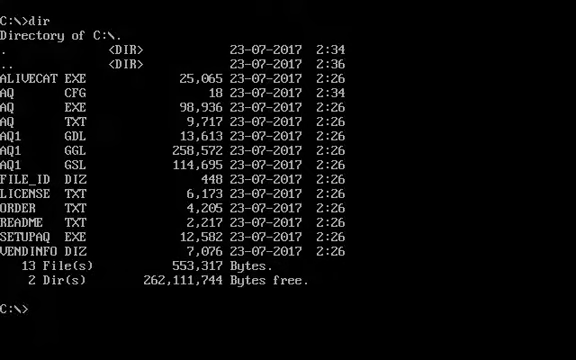 C:\>dir
Directory of C:\.
.                <DIR>            23-07-2017  2:34
..               <DIR>            23-07-2017  2:36
ALIVECAT EXE             25,065 23-07-2017  2:26
AQ       CFG                 18 23-07-2017  2:34
AQ       EXE             98,936 23-07-2017  2:26
AQ       TXT              9,717 23-07-2017  2:26
AQ1      GDL             13,613 23-07-2017  2:26
AQ1      GGL            258,572 23-07-2017  2:26
AQ1      GSL            114,695 23-07-2017  2:26
FILE_ID  DIZ                448 23-07-2017  2:26
LICENSE  TXT              6,173 23-07-2017  2:26
ORDER    TXT              4,205 23-07-2017  2:26
README   TXT              2,217 23-07-2017  2:26
SETUPAQ  EXE             12,582 23-07-2017  2:26
VENDINFO DIZ              7,076 23-07-2017  2:26
   13 File(s)           553,317 Bytes.
    2 Dir(s)        262,111,744 Bytes free.
C:\>